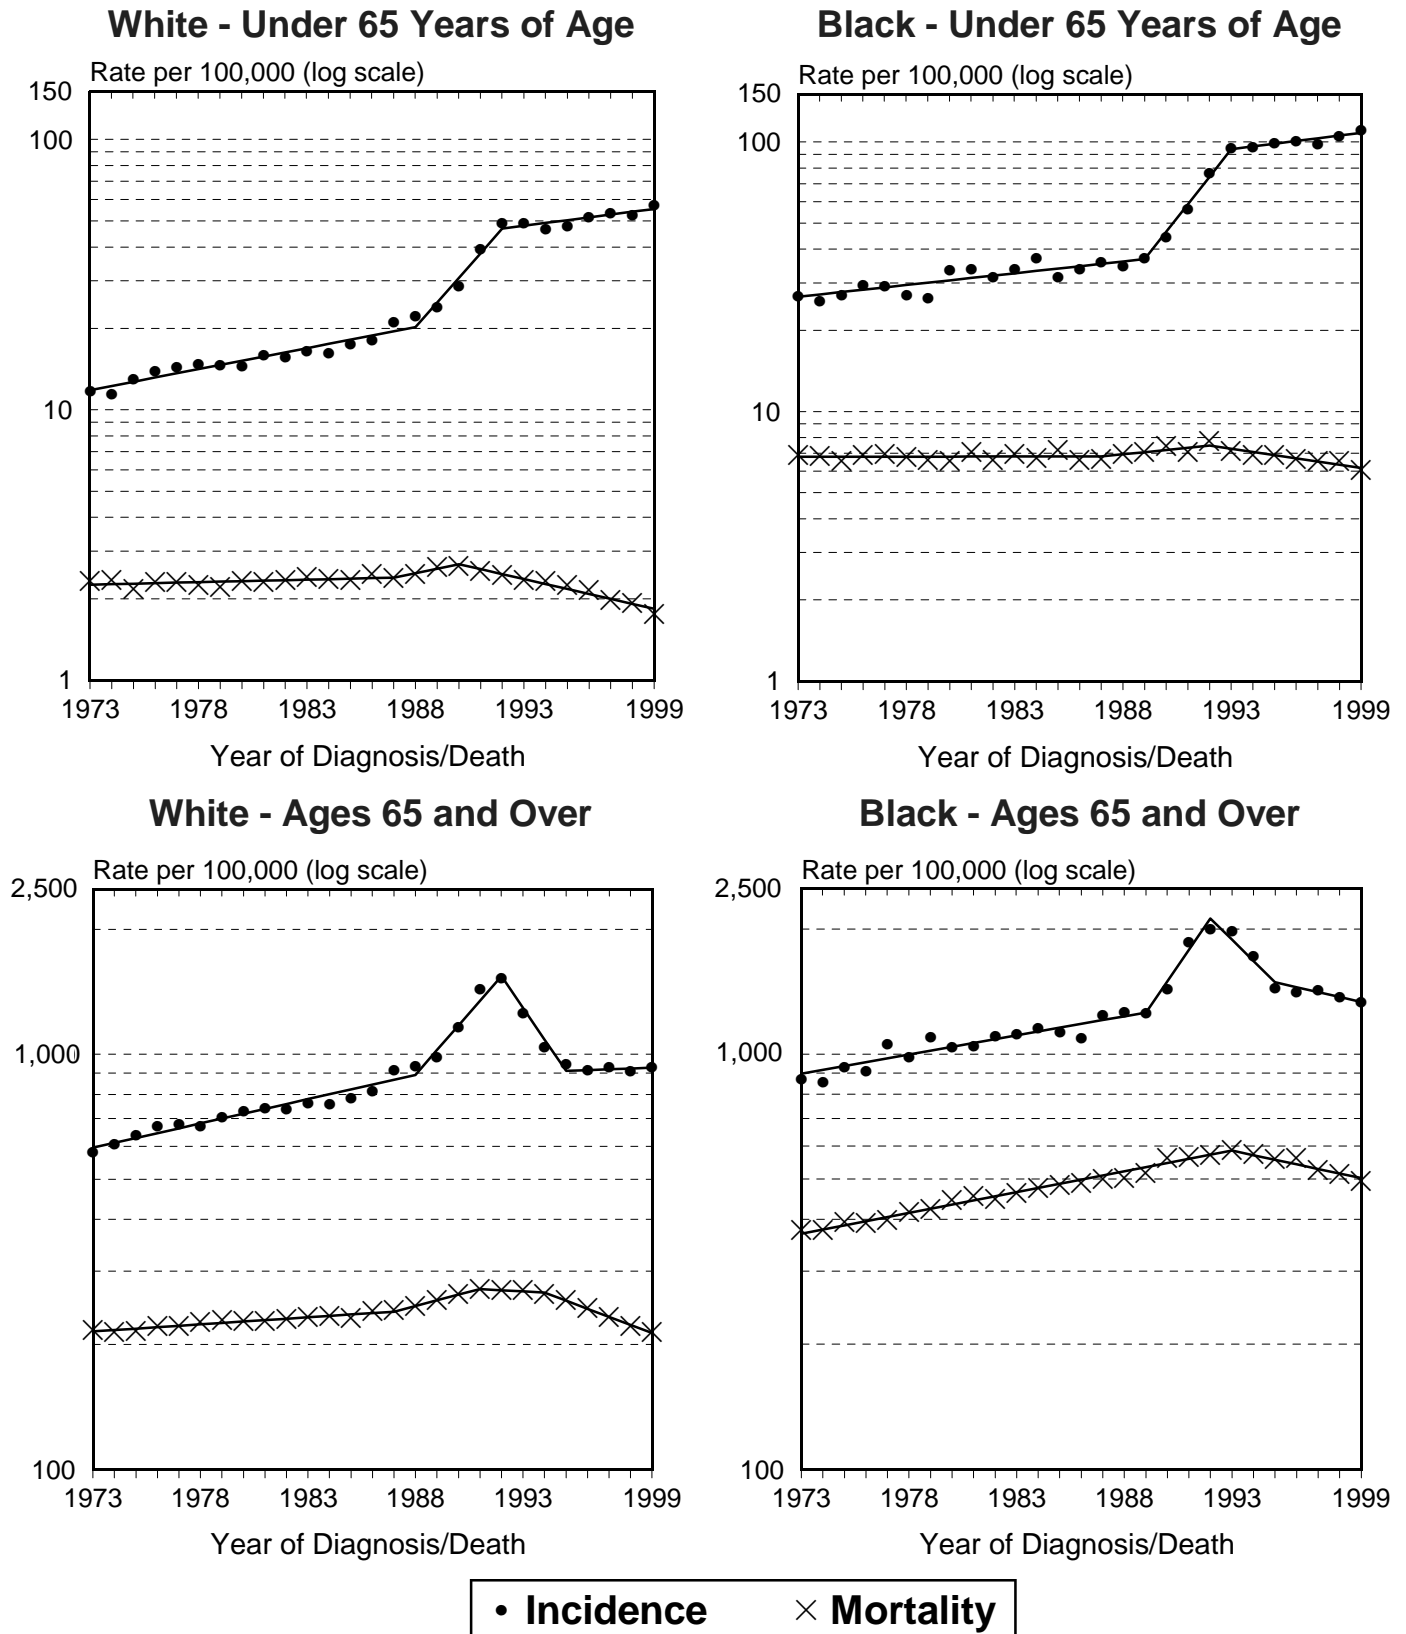 White - Under 65 Years of Age
Rate per 100,000 (log scale)
150
100
10
1
1973 1978 1983 1988 1993 1999
Year of Diagnosis/Death
Black - Under 65 Years of Age
Rate per 100,000 (log scale)
150
100
10
1
1973 1978 1983 1988 1993 1999
Year of Diagnosis/Death
White - Ages 65 and Over
Rate per 100,000 (log scale)
2,500
1,000
100
1973 1978 1983 1988 1993 1999
Year of Diagnosis/Death
Black - Ages 65 and Over
Rate per 100,000 (log scale)
2,500
1,000
100
1973 1978 1983 1988 1993 1999
Year of Diagnosis/Death
Incidence Mortality